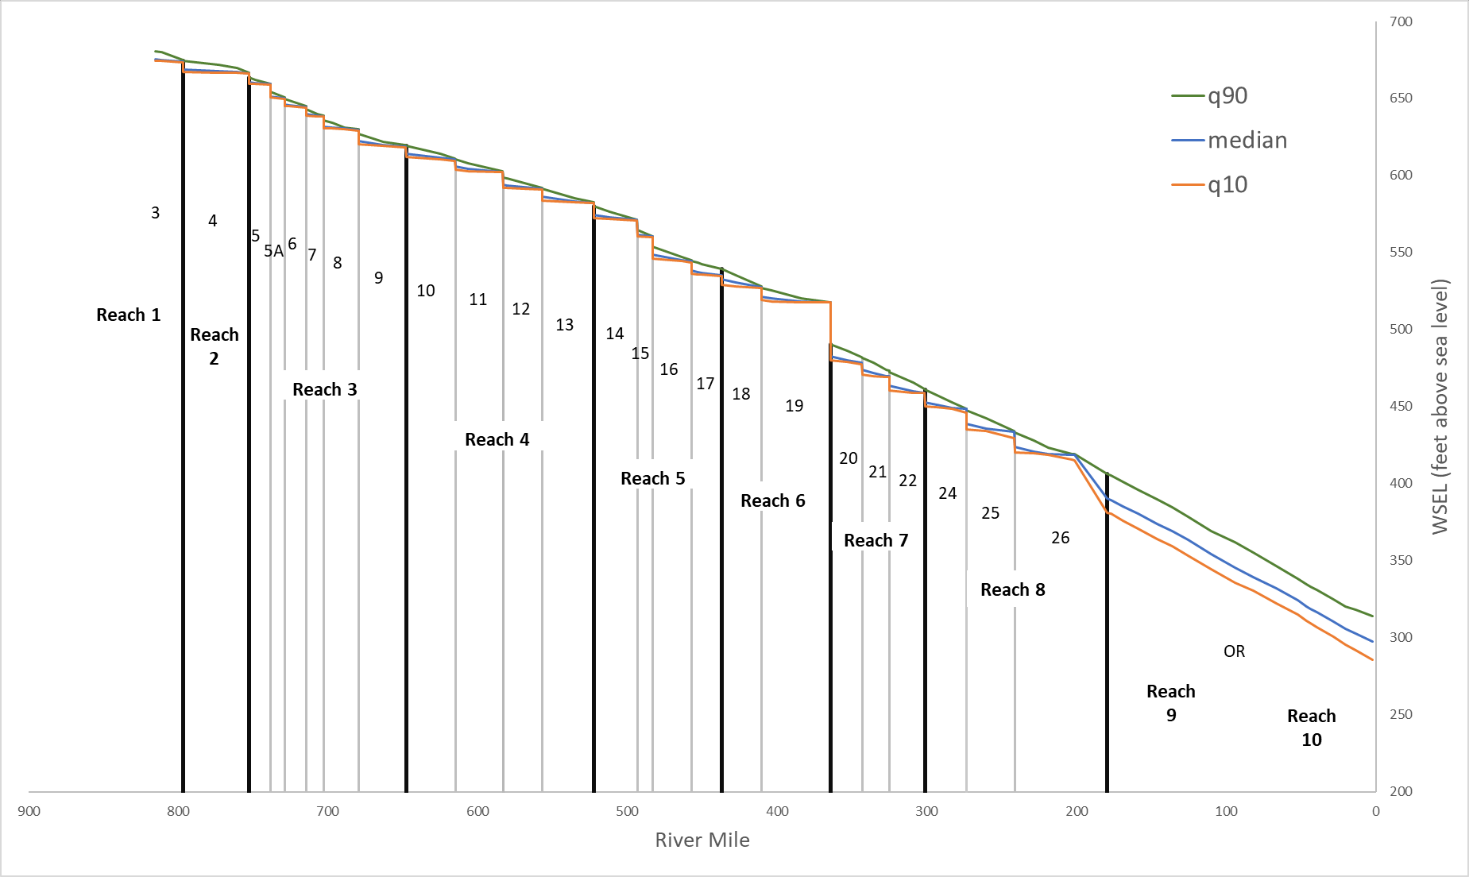 700
q90
650
median
600
q10
3
4
5
5A
6
7
8
9
10
11
12
13
14
15
16
17
18
19
20
21
22
24
25
26
Reach 1
Reach
2
Reach 3
Reach 4
Reach 5
Reach 6
Reach 7
Reach 8
OR
Reach
9
Reach
10
550
500
450
400
350
300
250
200
WSEL (feet above sea level)
900
800
700
600
500
400
300
200
100
0
River Mile